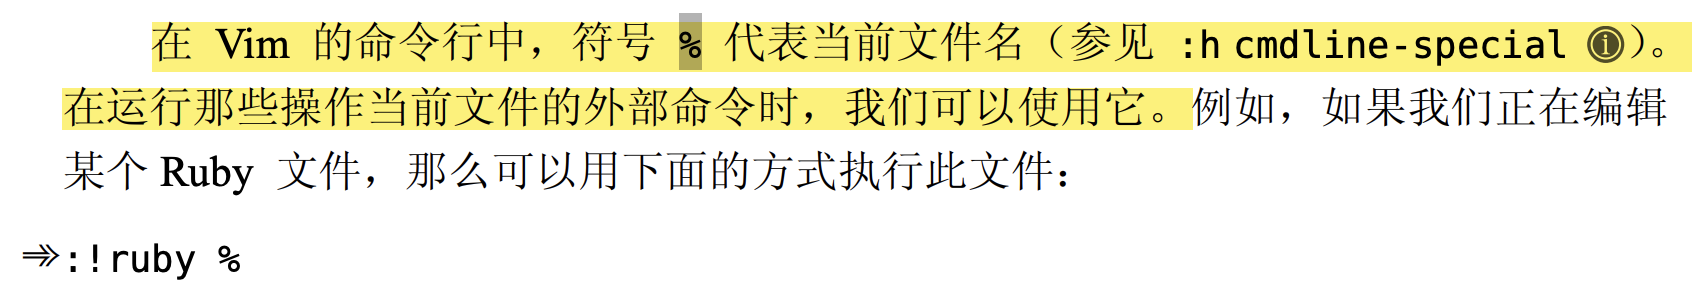 在 Vim 的命令行中，符号 % 代表当前文件名（参见 :h cmdline-special ⓘ）。
在运行那些操作当前文件的外部命令时，我们可以使用它。例如，如果我们正在编辑
某个 Ruby 文件，那么可以用下面的方式执行此文件：
⇒:!ruby %